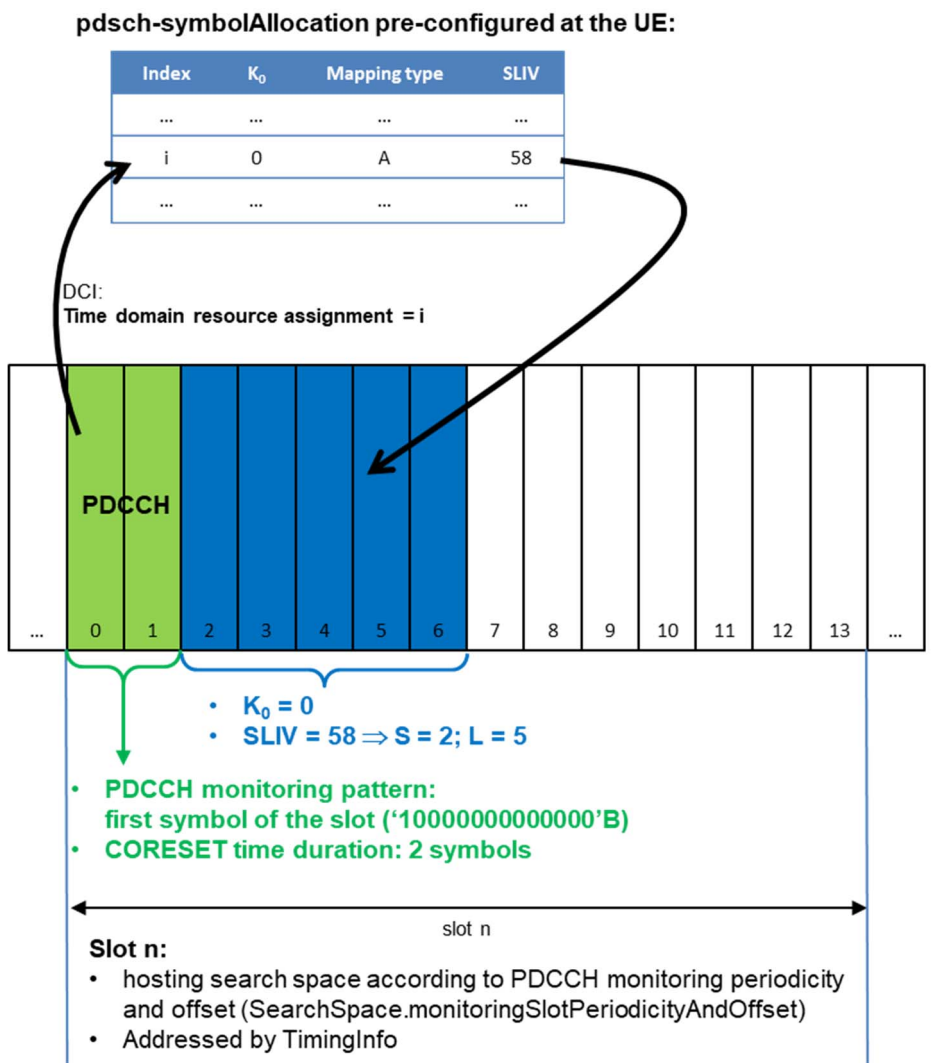 pdsch-symbolAllocation pre-configured at the UE:
Index K₀ Mapping type SLIV
... ... ... ...
i 0 A 58
... ... ... ...
DCI:
Time domain resource assignment = i
PDCCH
... 0 1 2 3 4 5 6 7 8 9 10 11 12 13 ...
• K₀ = 0
• SLIV = 58 ⇒ S = 2; L = 5
• PDCCH monitoring pattern:
first symbol of the slot (‘10000000000000’B)
• CORESET time duration: 2 symbols
slot n
Slot n:
• hosting search space according to PDCCH monitoring periodicity
and offset (SearchSpace.monitoringSlotPeriodicityAndOffset)
• Addressed by TimingInfo